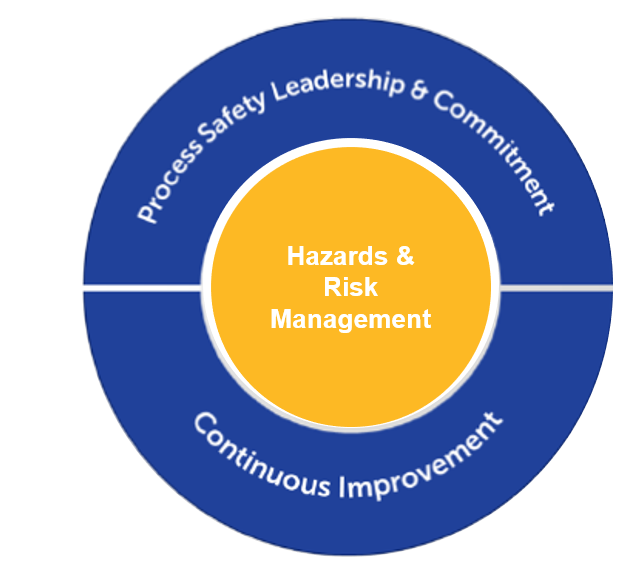 Process Safety Leadership & Commitment
Hazards &
Risk
Management
Continuous Improvement